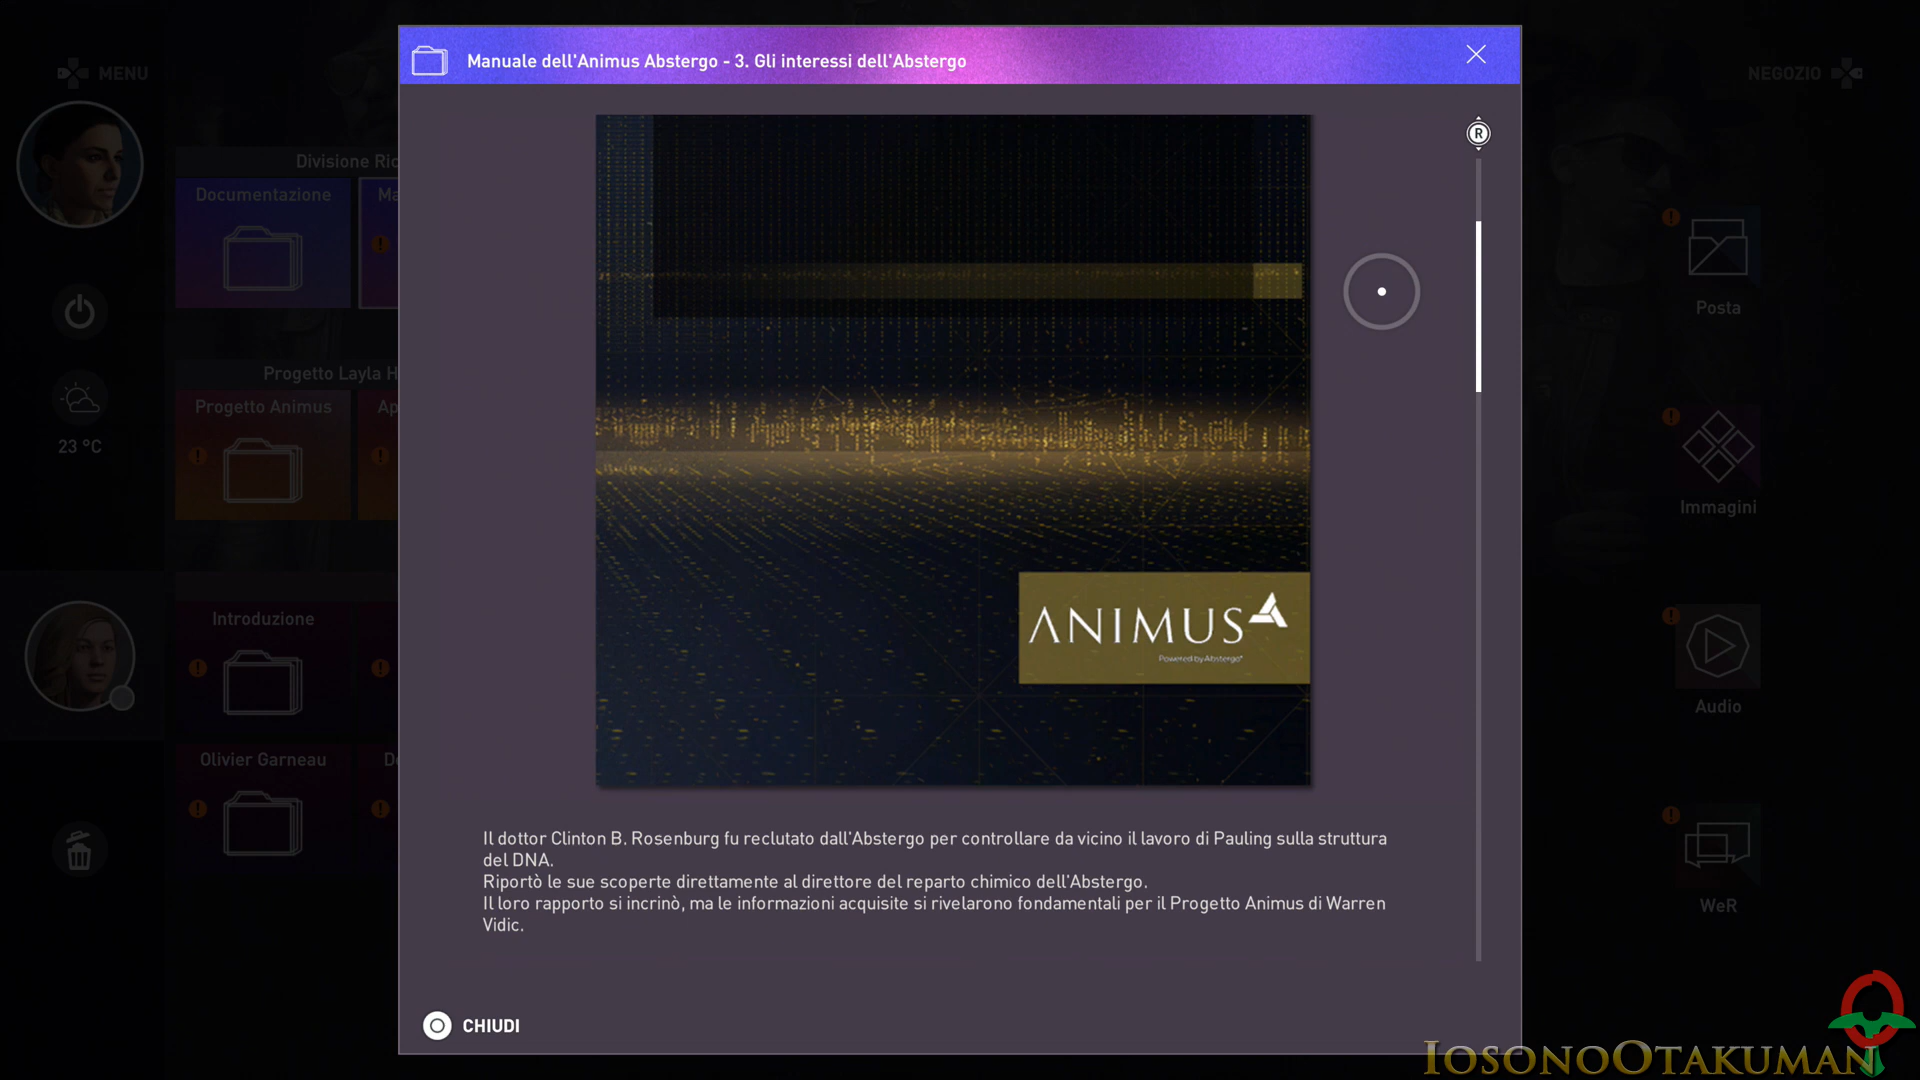 Manuale dell'Animus Abstergo - 3. Gli interessi dell'Abstergo
MENU
NEGOZIO
R
Divisione Ric
Documentazione
Ma
Progetto Layla H
Progetto Animus
Ap
23 °C
Introduzione
Olivier Garneau
De
Posta
Immagini
Audio
WeR
ANIMUS
Powered by Abstergo
Il dottor Clinton B. Rosenburg fu reclutato dall'Abstergo per controllare da vicino il lavoro di Pauling sulla struttura
del DNA.
Riportò le sue scoperte direttamente al direttore del reparto chimico dell'Abstergo.
Il loro rapporto si incrinò, ma le informazioni acquisite si rivelarono fondamentali per il Progetto Animus di Warren
Vidic.
CHIUDI
IOSONOOTAKUMAN